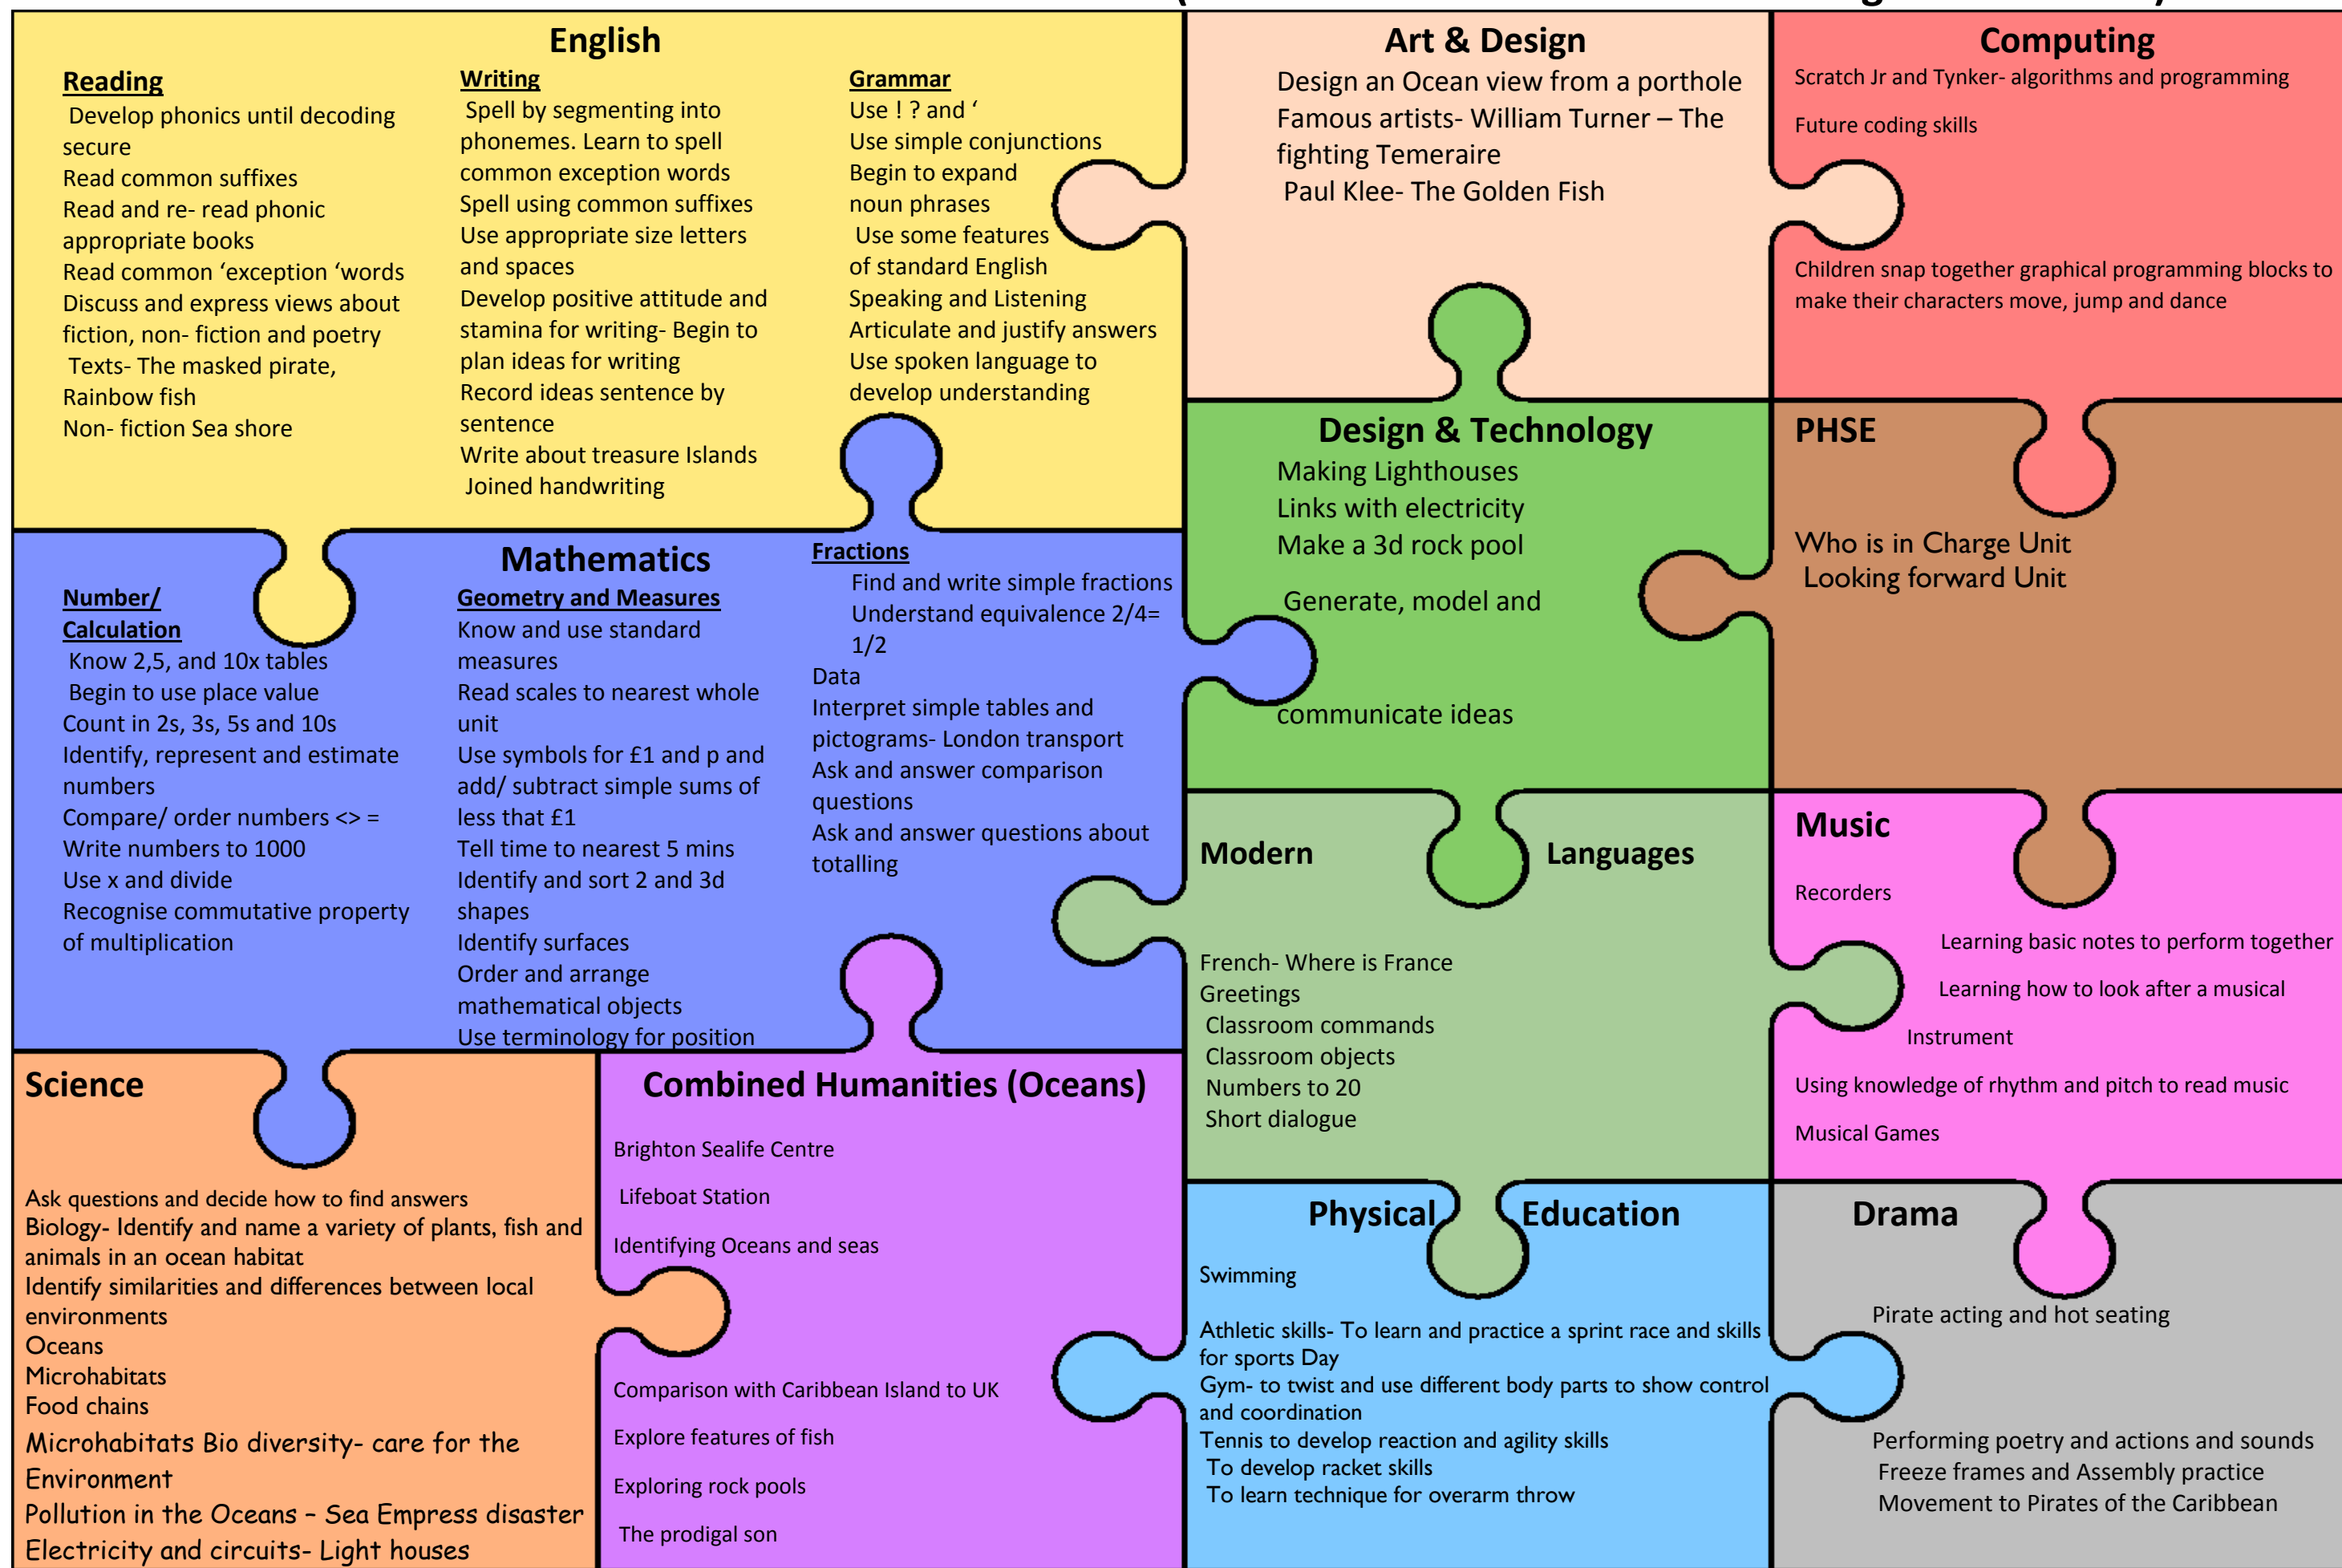 English
Reading
Develop phonics until decoding
secure
Read common suffixes
Read and re- read phonic
appropriate books
Read common ‘exception ‘words
Discuss and express views about
fiction, non- fiction and poetry
Texts- The masked pirate,
Rainbow fish
Non- fiction Sea shore
Writing
Spell by segmenting into
phonemes. Learn to spell
common exception words
Spell using common suffixes
Use appropriate size letters
and spaces
Develop positive attitude and
stamina for writing- Begin to
plan ideas for writing
Record ideas sentence by
sentence
Write about treasure Islands
Joined handwriting
Grammar
Use ! ? and ‘
Use simple conjunctions
Begin to expand
noun phrases
Use some features
of standard English
Speaking and Listening
Articulate and justify answers
Use spoken language to
develop understanding
Art & Design
Design an Ocean view from a porthole
Famous artists- William Turner – The
fighting Temeraire
Paul Klee- The Golden Fish
Computing
Scratch Jr and Tynker- algorithms and programming
Future coding skills
Children snap together graphical programming blocks to
make their characters move, jump and dance
Mathematics
Number/
Calculation
Know 2,5, and 10x tables
Begin to use place value
Count in 2s, 3s, 5s and 10s
Identify, represent and estimate
numbers
Compare/ order numbers <> =
Write numbers to 1000
Use x and divide
Recognise commutative property
of multiplication
Geometry and Measures
Know and use standard
measures
Read scales to nearest whole
unit
Use symbols for £1 and p and
add/ subtract simple sums of
less that £1
Tell time to nearest 5 mins
Identify and sort 2 and 3d
shapes
Identify surfaces
Order and arrange
mathematical objects
Use terminology for position
Fractions
Find and write simple fractions
Understand equivalence 2/4=
1/2
Data
Interpret simple tables and
pictograms- London transport
Ask and answer comparison
questions
Ask and answer questions about
totalling
Design & Technology
Making Lighthouses
Links with electricity
Make a 3d rock pool
Generate, model and
communicate ideas
PHSE
Who is in Charge Unit
Looking forward Unit
Modern Languages
French- Where is France
Greetings
Classroom commands
Classroom objects
Numbers to 20
Short dialogue
Music
Recorders
Learning basic notes to perform together
Learning how to look after a musical
Instrument
Using knowledge of rhythm and pitch to read music
Musical Games
Science
Ask questions and decide how to find answers
Biology- Identify and name a variety of plants, fish and
animals in an ocean habitat
Identify similarities and differences between local
environments
Oceans
Microhabitats
Food chains
Microhabitats Bio diversity- care for the
Environment
Pollution in the Oceans – Sea Empress disaster
Electricity and circuits- Light houses
Combined Humanities (Oceans)
Brighton Sealife Centre
Lifeboat Station
Identifying Oceans and seas
Comparison with Caribbean Island to UK
Explore features of fish
Exploring rock pools
The prodigal son
Physical Education
Swimming
Athletic skills- To learn and practice a sprint race and skills
for sports Day
Gym- to twist and use different body parts to show control
and coordination
Tennis to develop reaction and agility skills
To develop racket skills
To learn technique for overarm throw
Drama
Pirate acting and hot seating
Performing poetry and actions and sounds
Freeze frames and Assembly practice
Movement to Pirates of the Caribbean